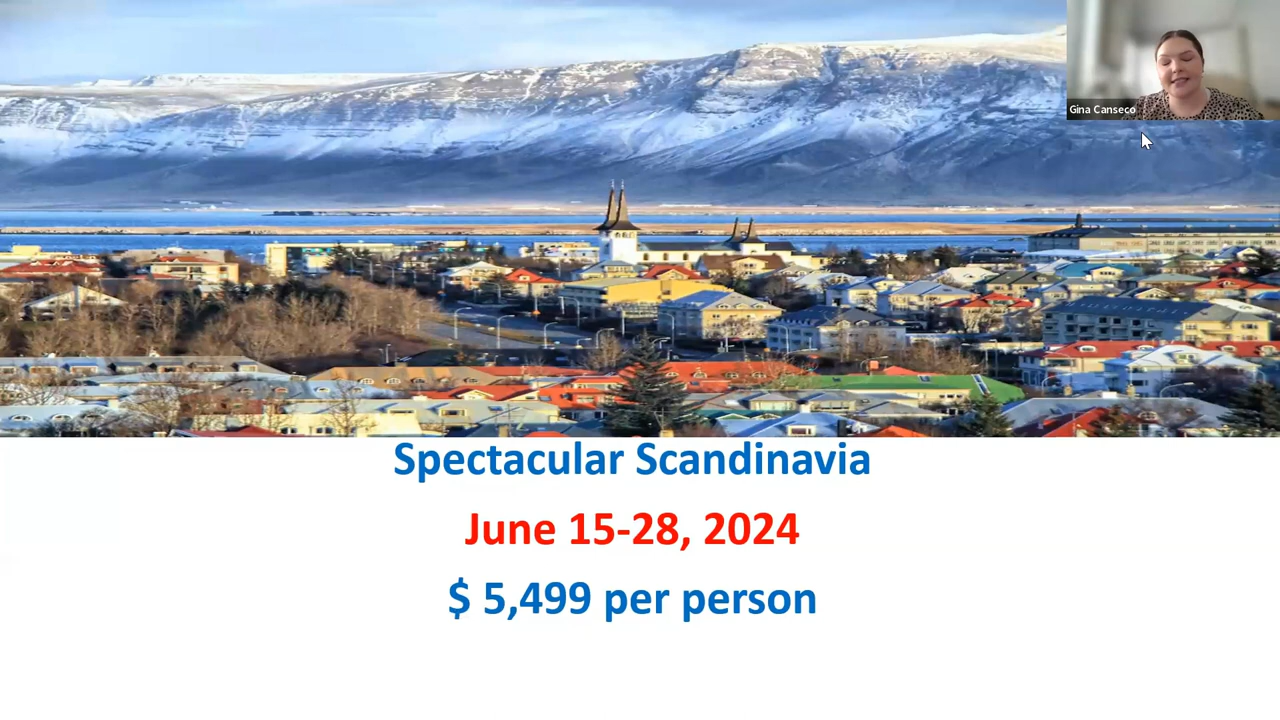 Gina Canseco
Spectacular Scandinavia
June 15-28, 2024
$ 5,499 per person